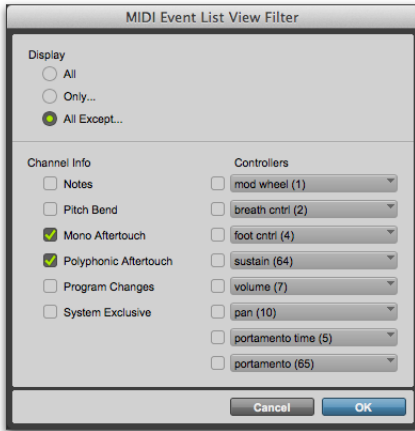 MIDI Event List View Filter
Display
All
Only...
All Except...
Channel Info
Controllers
Notes
mod wheel (1)
Pitch Bend
breath cntrl (2)
Mono Aftertouch
foot cntrl (4)
Polyphonic Aftertouch
sustain (64)
Program Changes
volume (7)
System Exclusive
pan (10)
portamento time (5)
portamento (65)
Cancel
OK